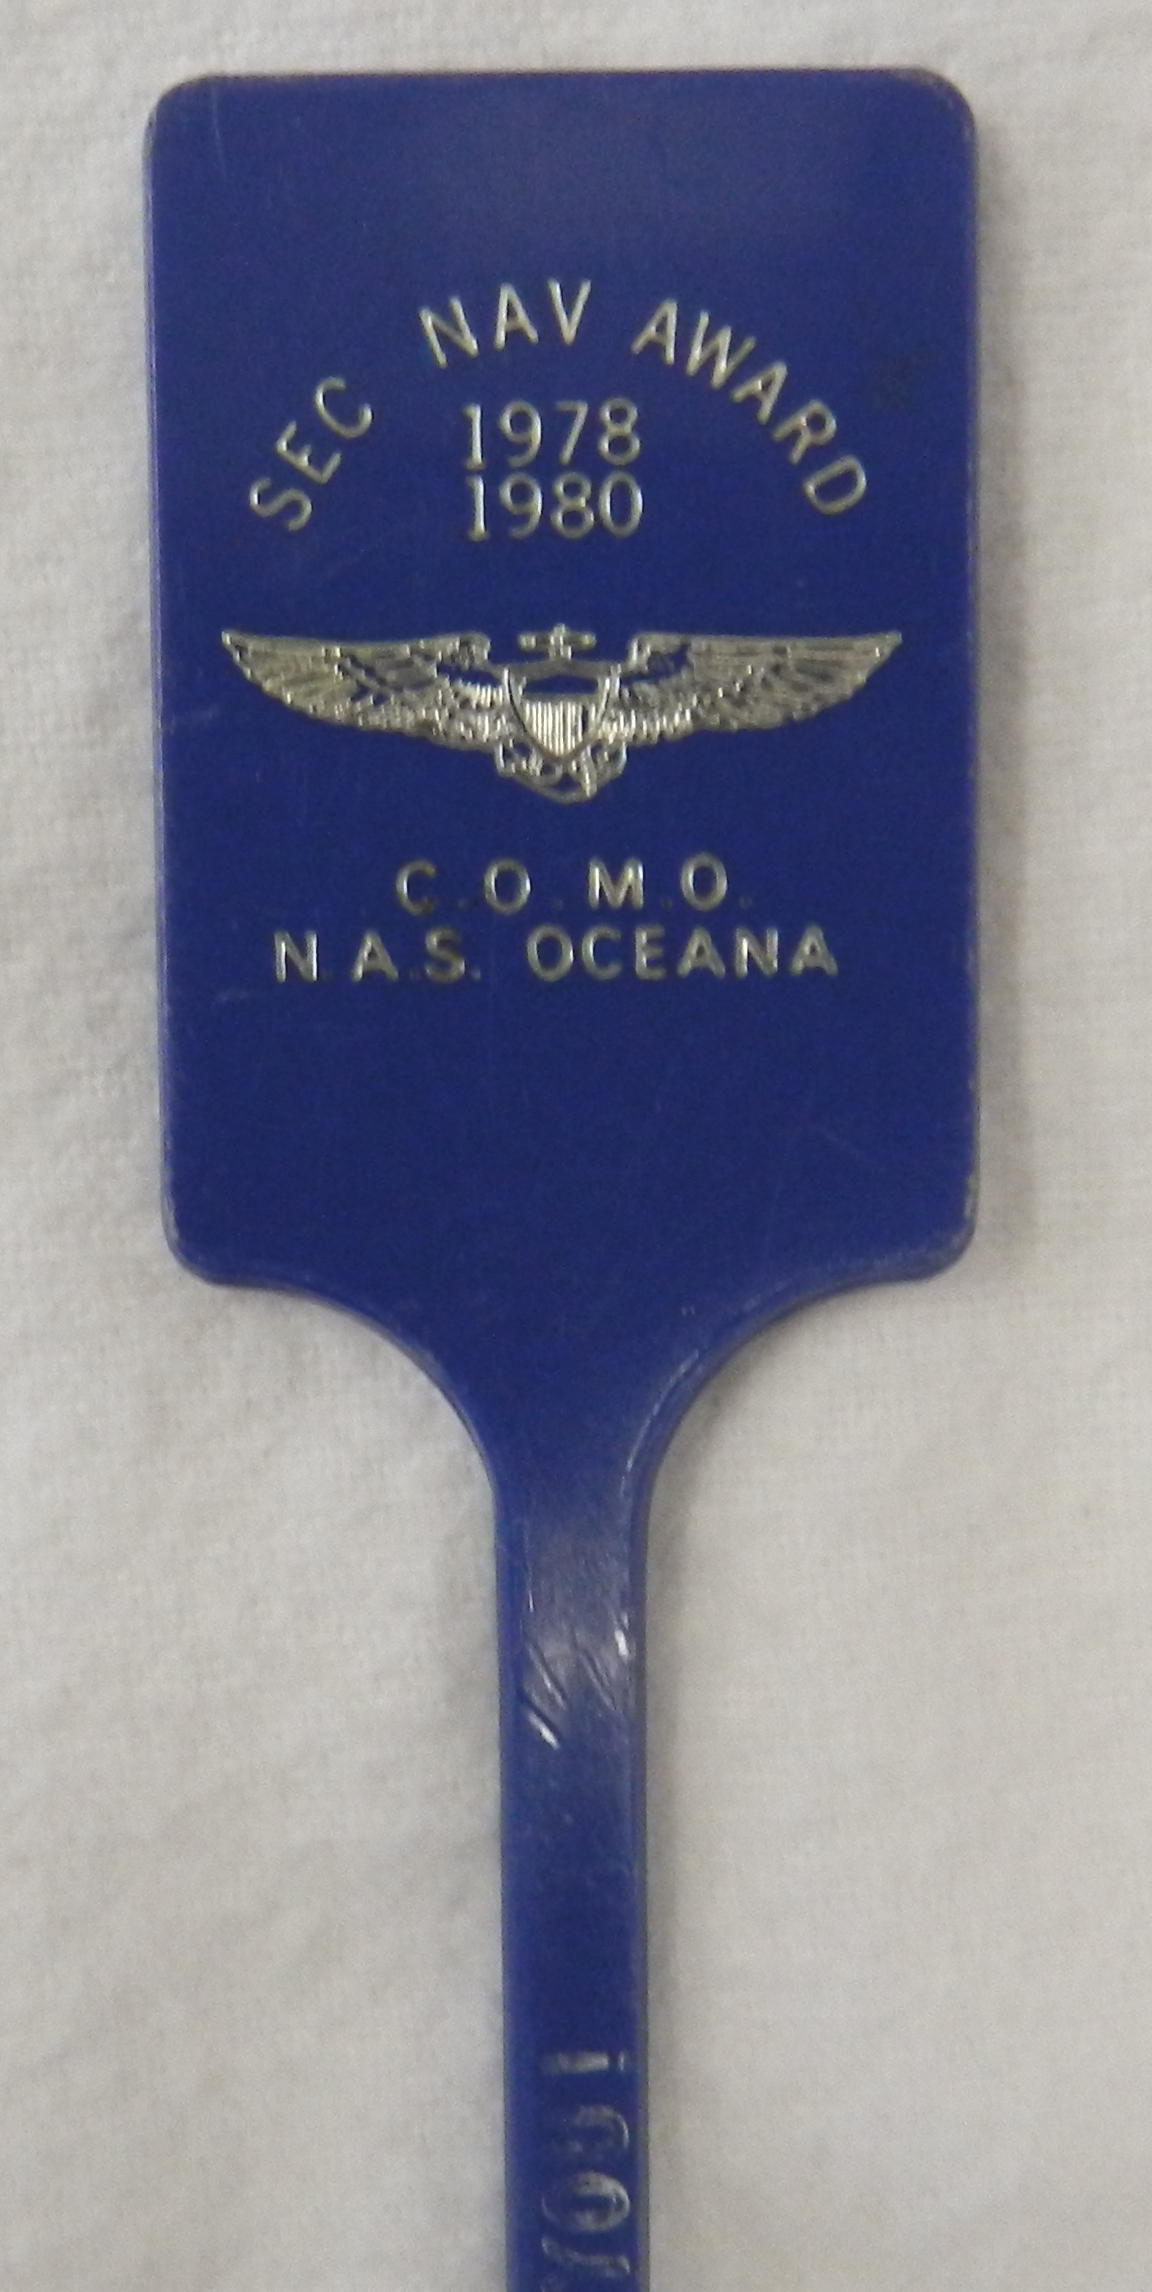 SEC NAV AWARD
1978
1980
C.O.M.O.
N.A.S. OCEANA